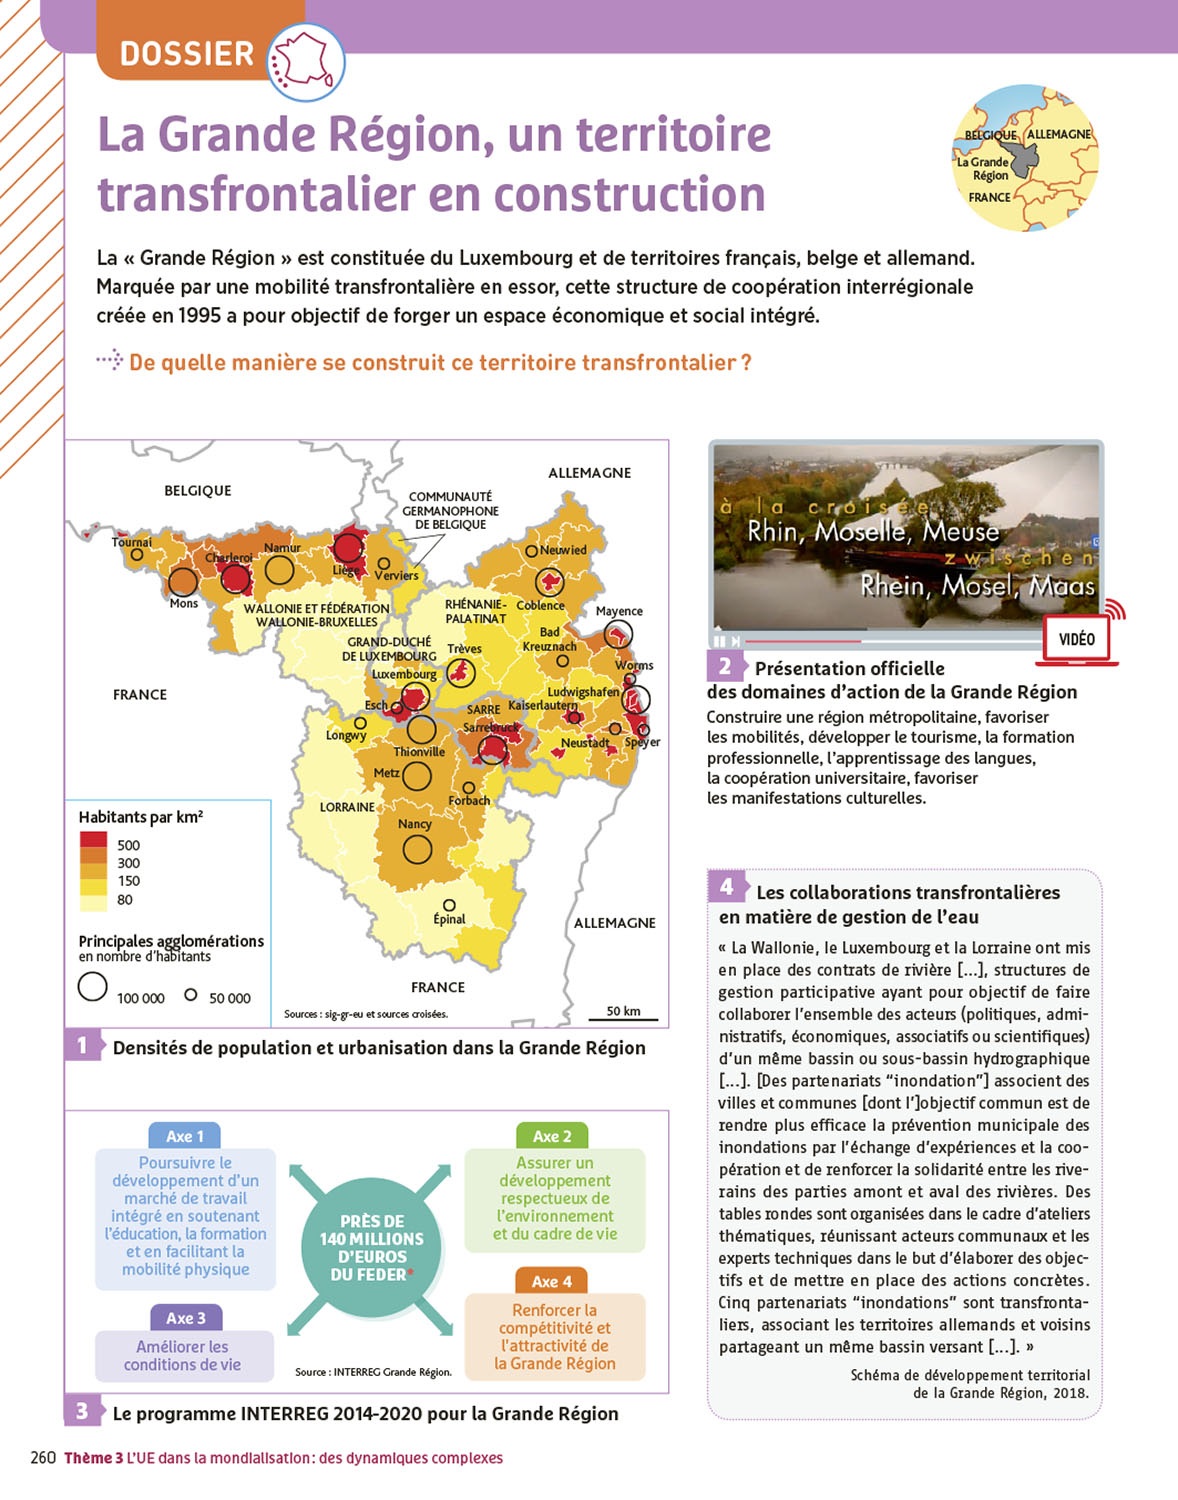 DOSSIER
La Grande Région, un territoire
transfrontalier en construction
BELGIQUE
ALLEMAGNE
La Grande
Région
FRANCE
La « Grande Région » est constituée du Luxembourg et de territoires français, belge et allemand.
Marquée par une mobilité transfrontalière en essor, cette structure de coopération interrégionale
créée en 1995 a pour objectif de forger un espace économique et social intégré.
De quelle manière se construit ce territoire transfrontalier ?
ALLEMAGNE
BELGIQUE
COMMUNAUTÉ
GERMANOPHONE
DE BELGIQUE
Tournai
Charleroi
Namur
Liège
Verviers
Neuwied
Mons
WALLONIE ET FÉDÉRATION
WALLONIE-BRUXELLES
RHÉNANIE-
PALATINAT
Coblence
Mayence
GRAND-DUCHÉ
DE LUXEMBOURG
Trèves
Bad
Kreuznach
Luxembourg
Worms
FRANCE
Esch
SARRE
Kaiserlautern
Ludwigshafen
Longwy
Sarrebruck
Thionville
Neustadt
Speyer
Metz
Forbach
LORRAINE
Nancy
Épinal
ALLEMAGNE
FRANCE
Habitants par km²
500
300
150
80
Principales agglomérations
en nombre d'habitants
100 000
50 000
Sources : sig-gr-eu et sources croisées.
50 km
1 Densités de population et urbanisation dans la Grande Région
à la croisée
Rhin, Moselle, Meuse
zwischen
Rhein, Mosel, Maas
VIDÉO
2 Présentation officielle
des domaines d'action de la Grande Région
Construire une région métropolitaine, favoriser
les mobilités, développer le tourisme, la formation
professionnelle, l'apprentissage des langues,
la coopération universitaire, favoriser
les manifestations culturelles.
Axe 1
Poursuivre le
développement d'un
marché de travail
intégré en soutenant
l'éducation, la formation
et en facilitant la
mobilité physique
Axe 2
Assurer un
développement
respectueux de
l'environnement
et du cadre de vie
PRÈS DE
140 MILLIONS
D'EUROS
DU FEDER*
Axe 3
Améliorer les
conditions de vie
Axe 4
Renforcer la
compétitivité et
l'attractivité de
la Grande Région
Source : INTERREG Grande Région.
3 Le programme INTERREG 2014-2020 pour la Grande Région
4 Les collaborations transfrontalières
en matière de gestion de l'eau
« La Wallonie, le Luxembourg et la Lorraine ont mis
en place des contrats de rivière [...], structures de
gestion participative ayant pour objectif de faire
collaborer l'ensemble des acteurs (politiques, admi-
nistratifs, économiques, associatifs ou scientifiques)
d'un même bassin ou sous-bassin hydrographique
[...]. [Des partenariats “inondation”] associent des
villes et communes [dont l']objectif commun est de
rendre plus efficace la prévention municipale des
inondations par l'échange d'expériences et la coo-
pération et de renforcer la solidarité entre les rive-
rains des parties amont et aval des rivières. Des
tables rondes sont organisées dans le cadre d'ateliers
thématiques, réunissant acteurs communaux et les
experts techniques dans le but d'élaborer des objec-
tifs et de mettre en place des actions concrètes.
Cinq partenariats “inondations” sont transfronta-
liers, associant les territoires allemands et voisins
partageant un même bassin versant [...]. »
Schéma de développement territorial
de la Grande Région, 2018.
260 Thème 3 L'UE dans la mondialisation : des dynamiques complexes